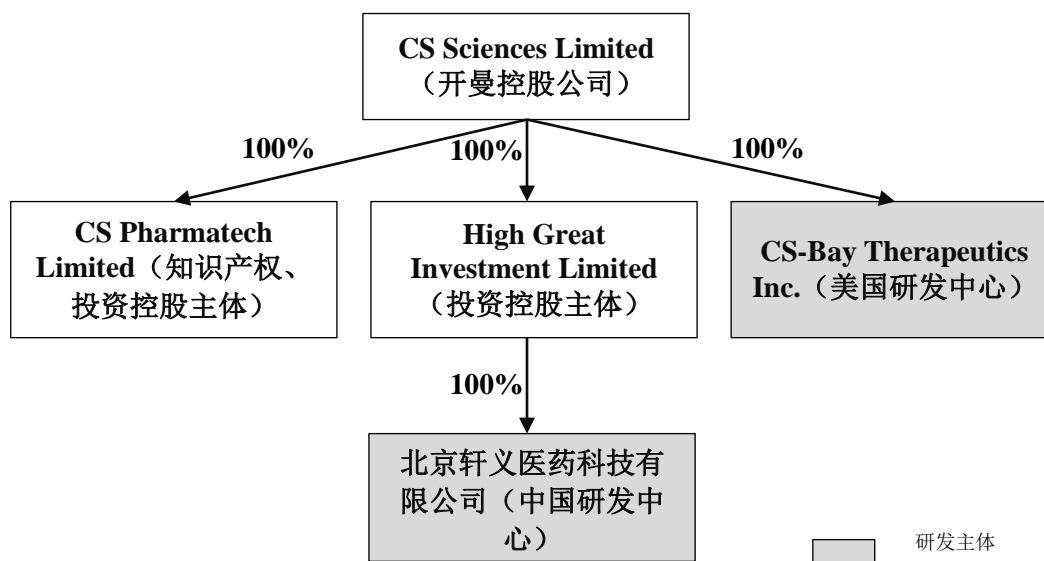 CS Sciences Limited
（开曼控股公司）
100%
100%
100%
CS Pharmatech
Limited（知识产权、
投资控股主体）
High Great
Investment Limited
（投资控股主体）
CS-Bay Therapeutics
Inc.（美国研发中心）
100%
北京轩义医药科技有
限公司（中国研发中
心）
研发主体